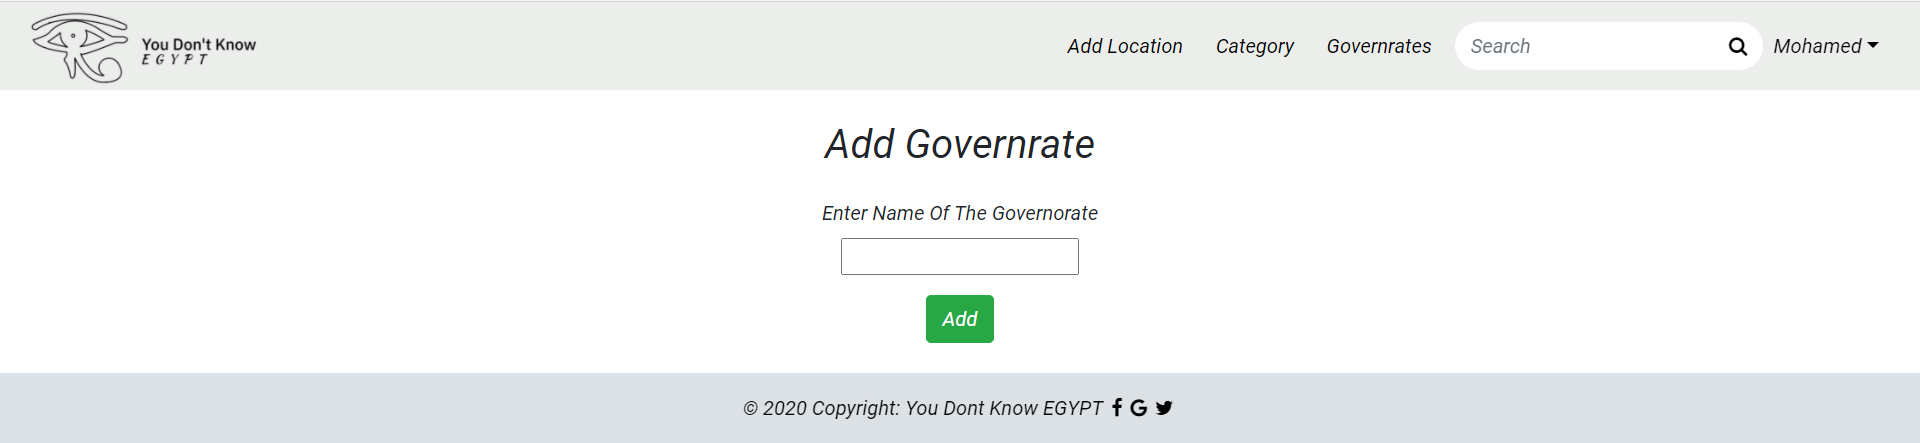 You Don't Know
EGYPT
Add Location Category Governrates Search Mohamed
Add Governrate
Enter Name Of The Governorate
Add
© 2020 Copyright: You Dont Know EGYPT